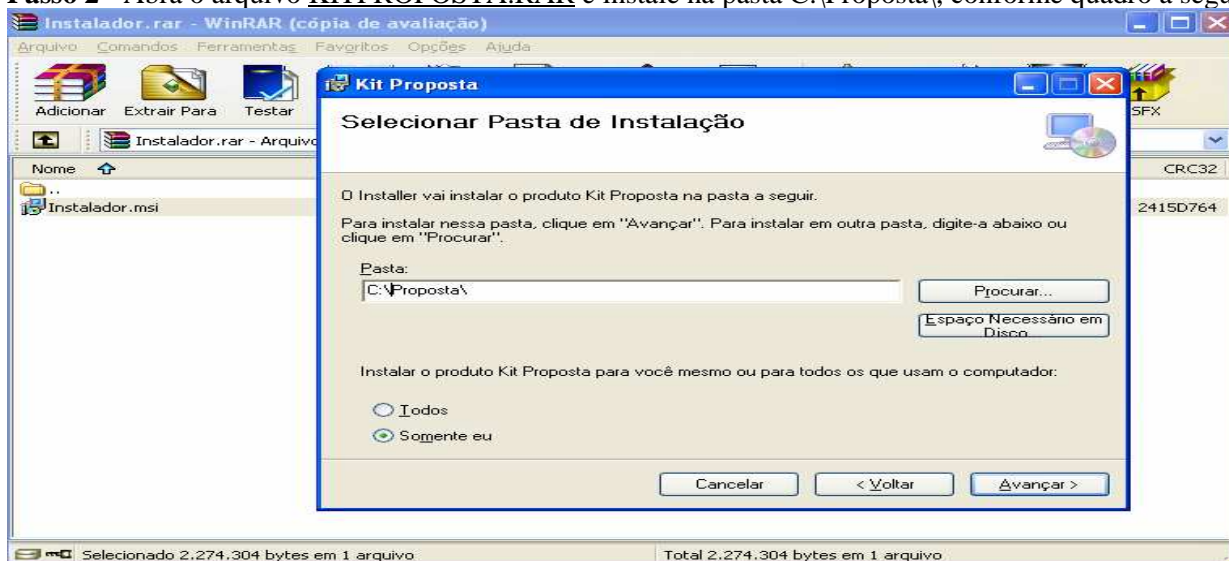 Passo 2 - Abra o arquivo KITPROPOSTA.RAR e instale na pasta C:\Proposta\, conforme quadro a segu
Instalador.rar - WinRAR (cópia de avaliação)
Arquivo Comandos Ferramentas Favoritos Opções Ajuda
Adicionar Extrair Para Testar SFX
Instalador.rar - Arquivo
Nome CRC32
..
Instalador.msi 2415D764
Kit Proposta
Selecionar Pasta de Instalação
O Installer vai instalar o produto Kit Proposta na pasta a seguir.
Para instalar nessa pasta, clique em "Avançar". Para instalar em outra pasta, digite-a abaixo ou
clique em "Procurar".
Pasta:
C:\Proposta\
Procurar...
Espaço Necessário em
Disco...
Instalar o produto Kit Proposta para você mesmo ou para todos os que usam o computador:
Todos
Somente eu
Cancelar < Voltar Avançar >
Selecionado 2.274.304 bytes em 1 arquivo Total 2.274.304 bytes em 1 arquivo